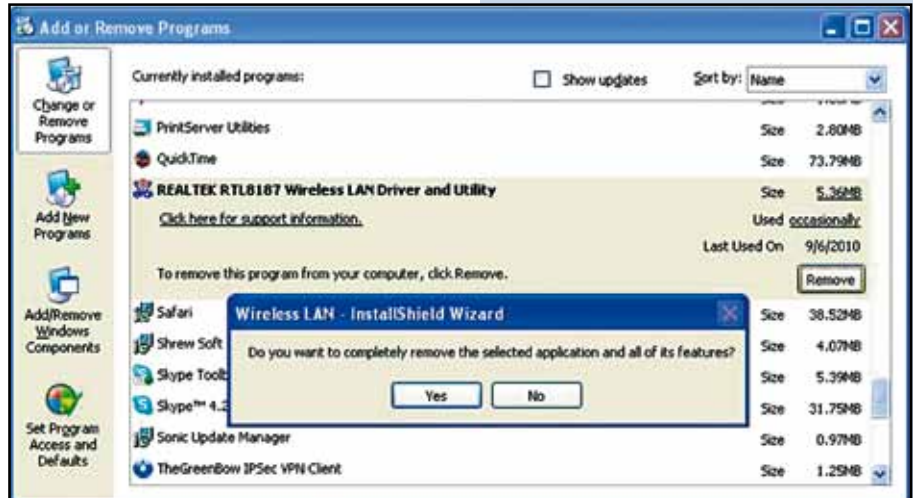 Add or Remove Programs
Change or
Remove
Programs
Add New
Programs
Add/Remove
Windows
Components
Set Program
Access and
Defaults
Currently installed programs:
Show updates
Sort by: Name
PrintServer Utilities Size 2.80MB
QuickTime Size 73.79MB
REALTEK RTL8187 Wireless LAN Driver and Utility Size 5.36MB
Click here for support information. Used occasionally
Last Used On 9/6/2010
To remove this program from your computer, click Remove. Remove
Safari Size 38.52MB
Shrew Soft Size 4.07MB
Skype Size 5.39MB
Skype™ 4.2 Size 31.75MB
Sonic Update Manager Size 0.97MB
TheGreenBow IPSec VPN Client Size 1.25MB
Wireless LAN - InstallShield Wizard
Do you want to completely remove the selected application and all of its features?
Yes No